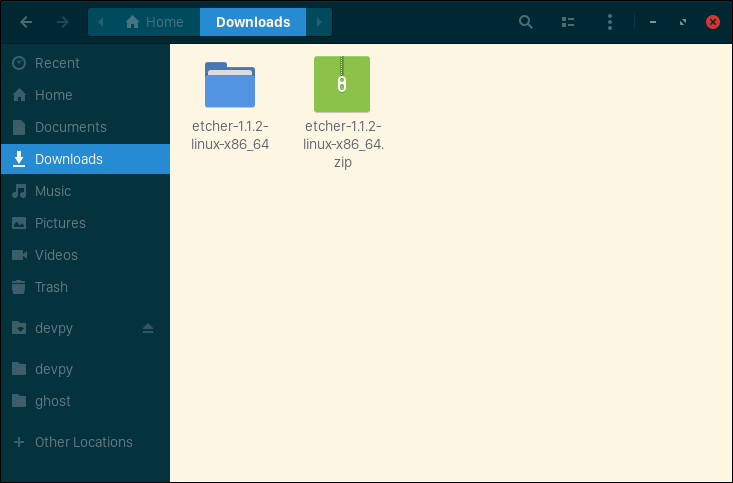 Home
Downloads
Recent
Home
Documents
Downloads
Music
Pictures
Videos
Trash
devpy
devpy
ghost
Other Locations
etcher-1.1.2-
linux-x86_64
etcher-1.1.2-
linux-x86_64.
zip